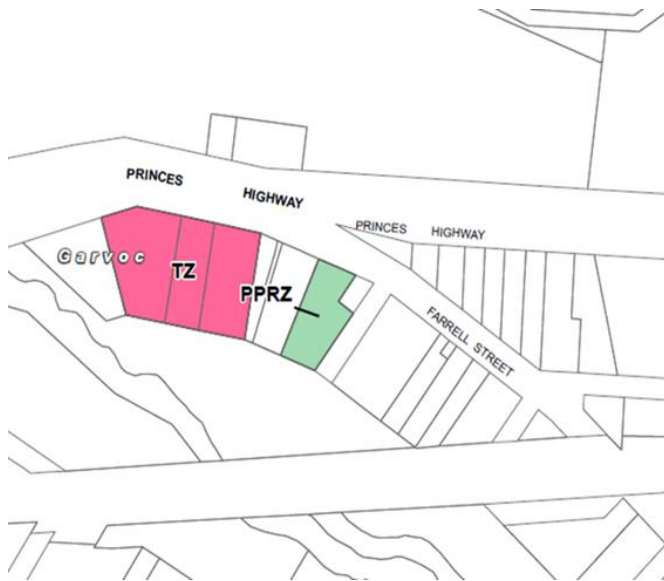 PRINCES
HIGHWAY
PRINCES HIGHWAY
Garvoc
TZ
PPRZ
FARRELL STREET